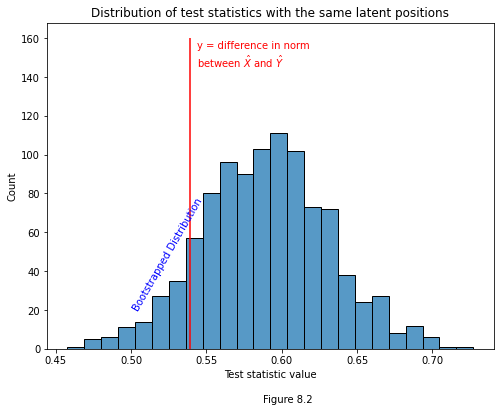 Distribution of test statistics with the same latent positions
160
140
120
100
80
60
40
20
0
Count
y = difference in norm
between X̂ and Ŷ
Bootstrapped Distribution
0.45
0.50
0.55
0.60
0.65
0.70
Test statistic value
Figure 8.2